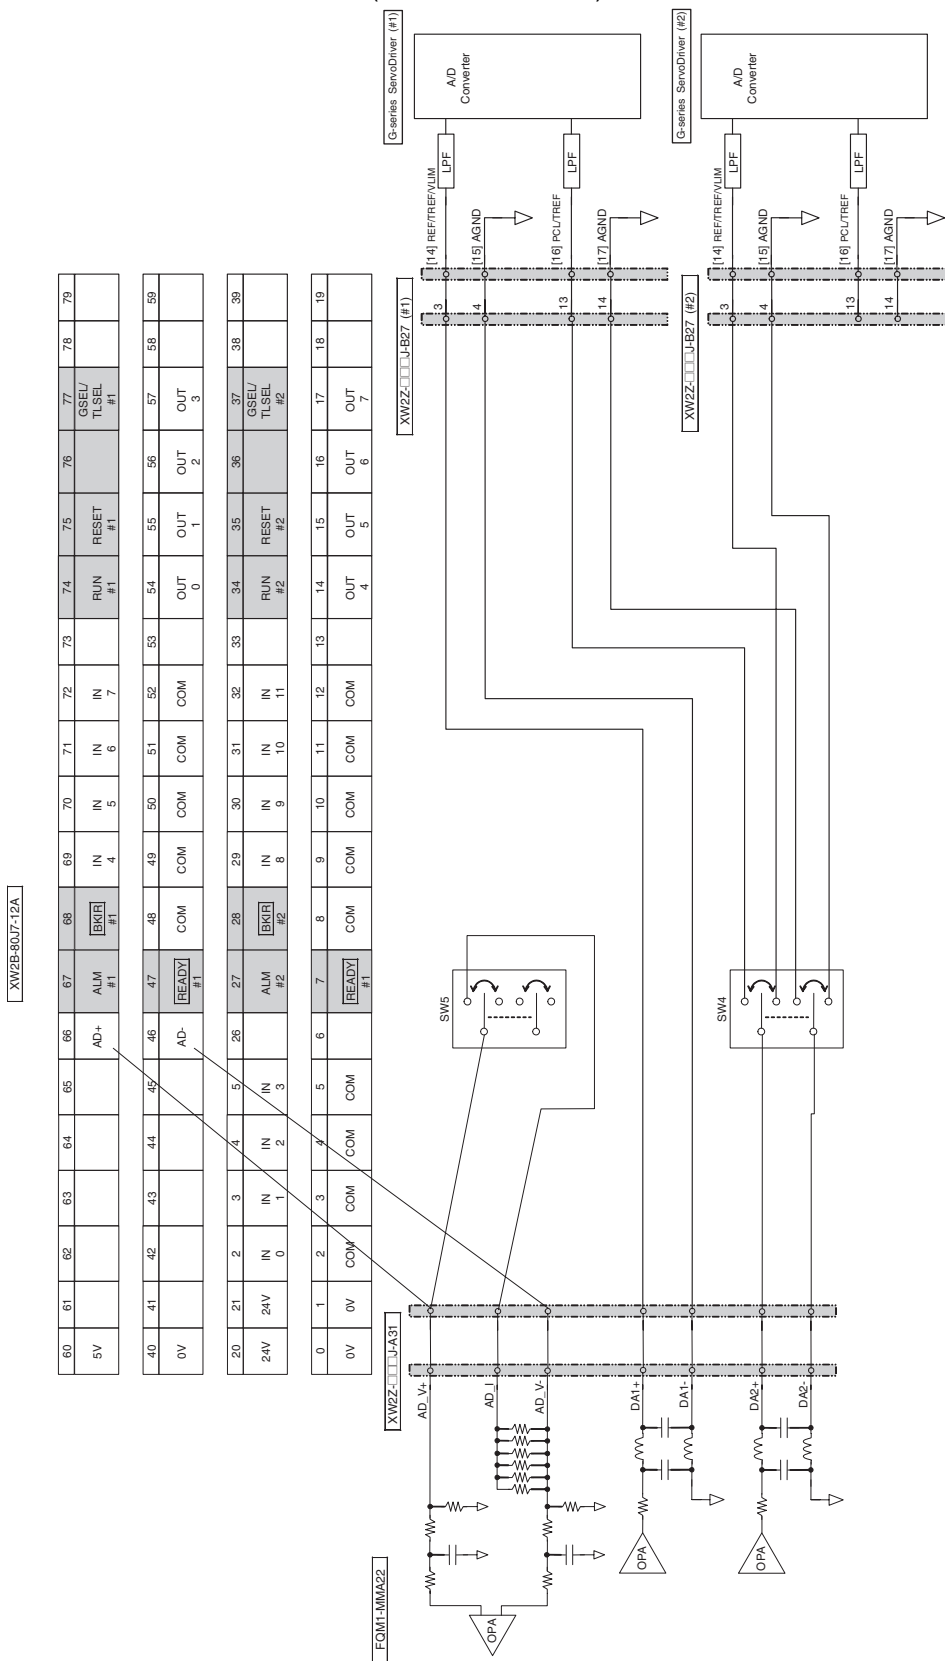 G-series ServoDriver (#1)
A/D
Converter
LPF
LPF
[14] REF/TREF/VLIM
[15] AGND
[16] PCL/TREF
[17] AGND
3
4
13
14
XW2Z-□□□J-B27 (#1)
G-series ServoDriver (#2)
A/D
Converter
LPF
LPF
[14] REF/TREF/VLIM
[15] AGND
[16] PCL/TREF
[17] AGND
3
4
13
14
XW2Z-□□□J-B27 (#2)
XW2B-80J7-12A
60 61 62 63 64 65 66 67 68 69 70 71 72 73 74 75 76 77 78 79
5V AD+ ALM #1 BKIR #1 IN 4 IN 5 IN 6 IN 7 RUN #1 RESET #1 GSEL/TLSEL #1
40 41 42 43 44 45 46 47 48 49 50 51 52 53 54 55 56 57 58 59
0V AD- READY #1 COM COM COM COM COM OUT 0 OUT 1 OUT 2 OUT 3
20 21 2 3 4 5 26 27 28 29 30 31 32 33 34 35 36 37 38 39
24V 24V IN 0 IN 1 IN 2 IN 3 ALM #2 BKIR #2 IN 8 IN 9 IN 10 IN 11 RUN #2 RESET #2 GSEL/TLSEL #2
0 1 2 3 4 5 6 7 8 9 10 11 12 13 14 15 16 17 18 19
0V 0V COM COM COM COM READY #1 COM COM COM COM COM OUT 4 OUT 5 OUT 6 OUT 7
SW5
SW4
XW2Z-□□□J-A31
AD_V+
AD_I
AD_V-
DA1+
DA1-
DA2+
DA2-
FQM1-MMA22
OPA
OPA
OPA